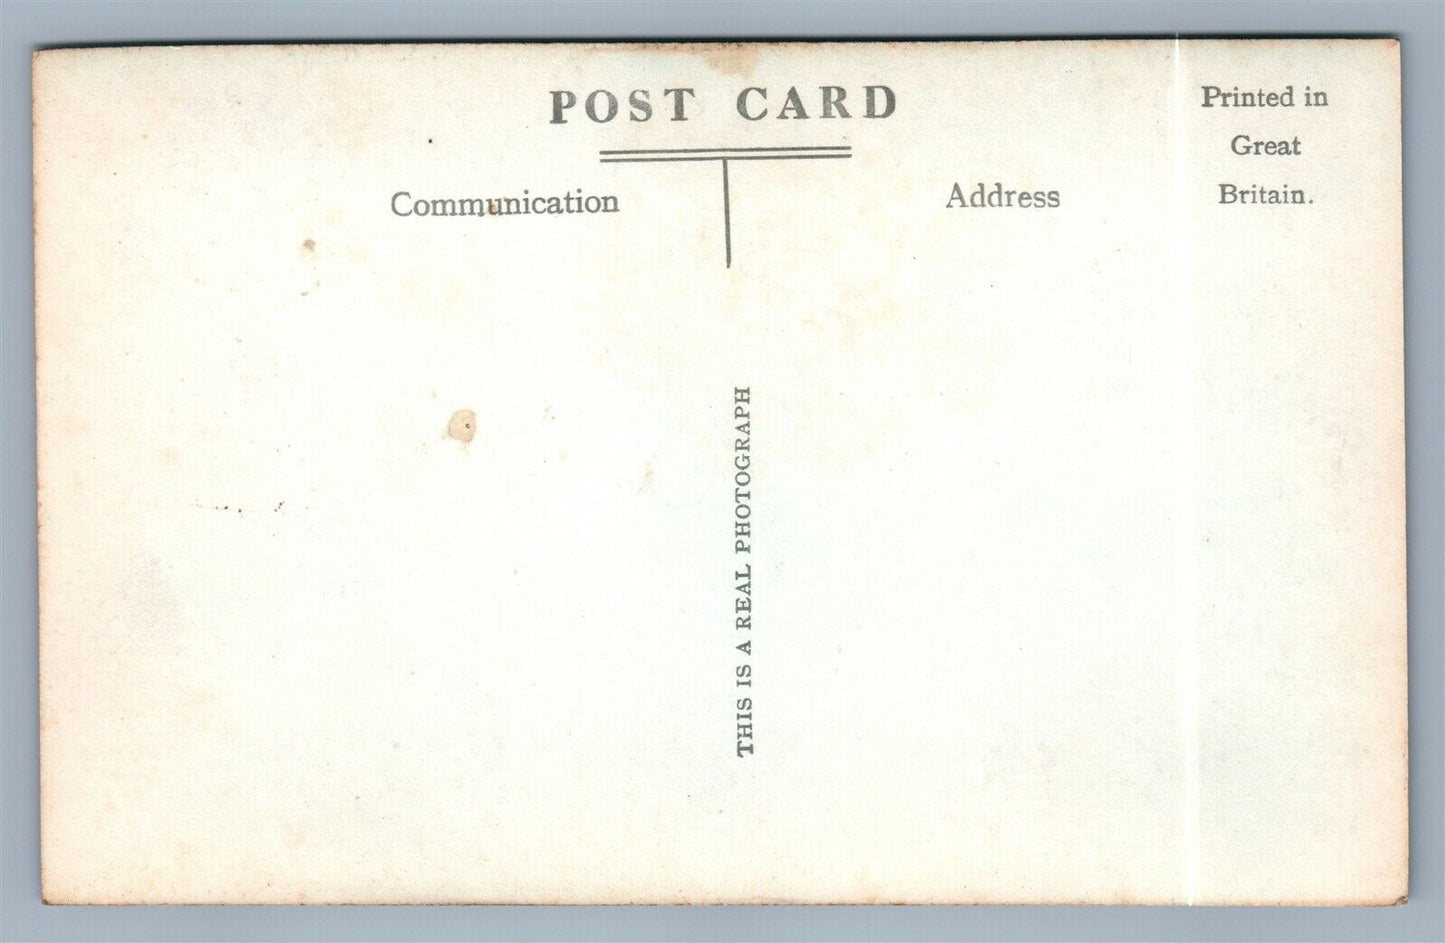 POST CARD
Printed in
Great
Britain.
Communication
Address
THIS IS A REAL PHOTOGRAPH